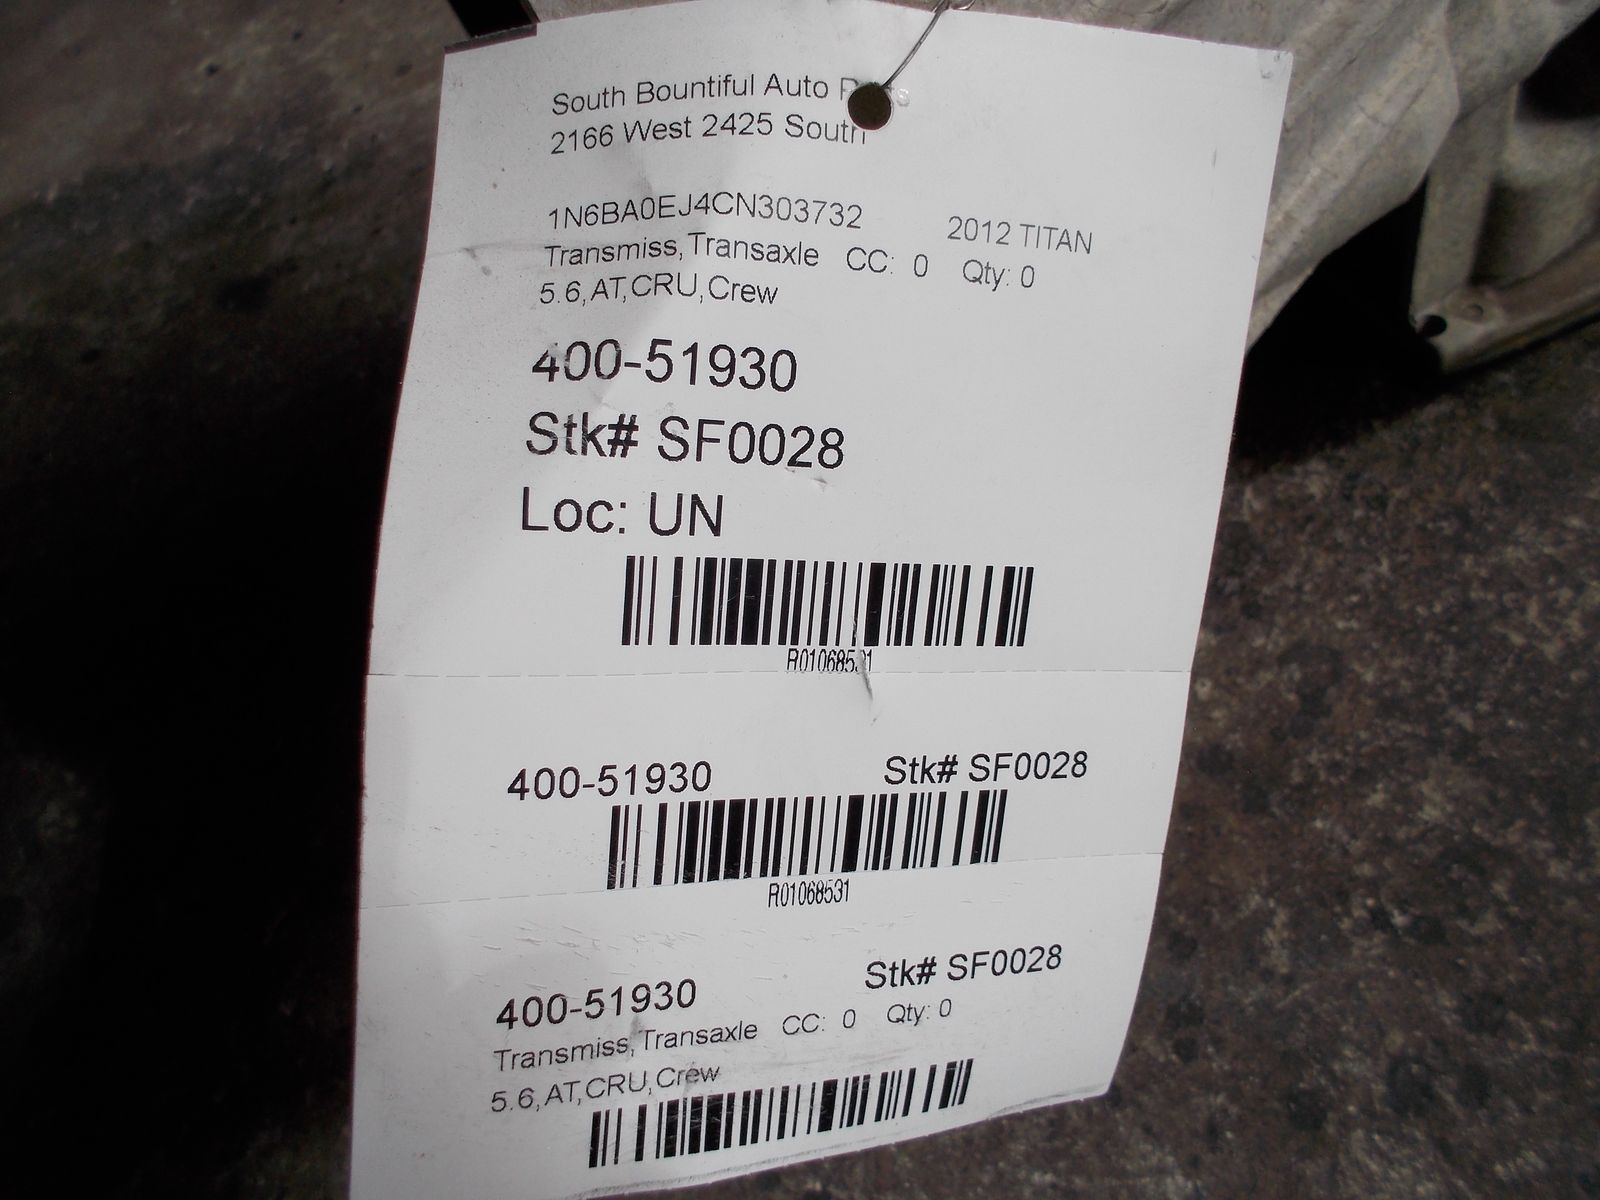 South Bountiful Auto Parts
2166 West 2425 South
1N6BA0EJ4CN303732 2012 TITAN
Transmiss,Transaxle CC: 0 Qty: 0
5.6,AT,CRU,Crew
400-51930
Stk# SF0028
Loc: UN
R01068531
400-51930 Stk# SF0028
R01068531
400-51930 Stk# SF0028
Transmiss,Transaxle CC: 0 Qty: 0
5.6,AT,CRU,Crew